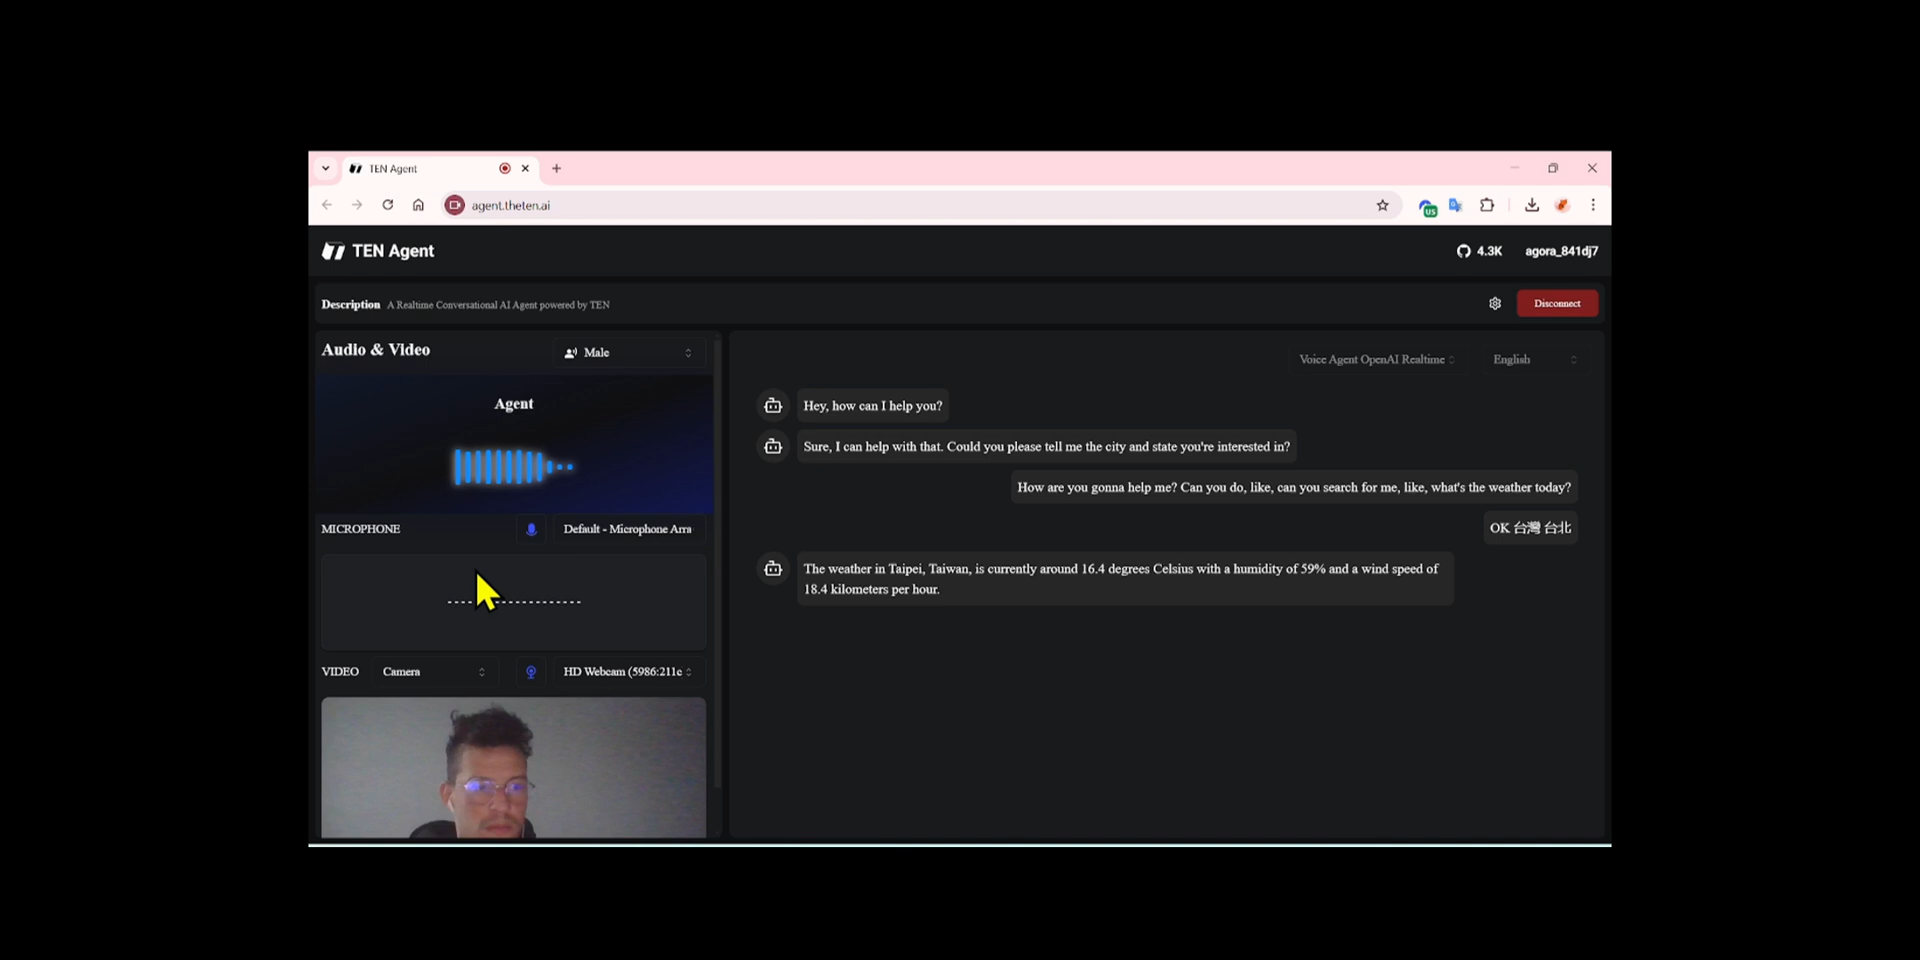 TEN Agent
agent.theten.ai
US
TEN Agent
4.3K
agora_841dj7
Description A Realtime Conversational AI Agent powered by TEN
Disconnect
Audio & Video
Male
Agent
MICROPHONE
Default - Microphone Arra
VIDEO
Camera
HD Webcam (5986:211c
Voice Agent OpenAI Realtime
English
Hey, how can I help you?
Sure, I can help with that. Could you please tell me the city and state you're interested in?
How are you gonna help me? Can you do, like, can you search for me, like, what's the weather today?
OK 台灣 台北
The weather in Taipei, Taiwan, is currently around 16.4 degrees Celsius with a humidity of 59% and a wind speed of
18.4 kilometers per hour.